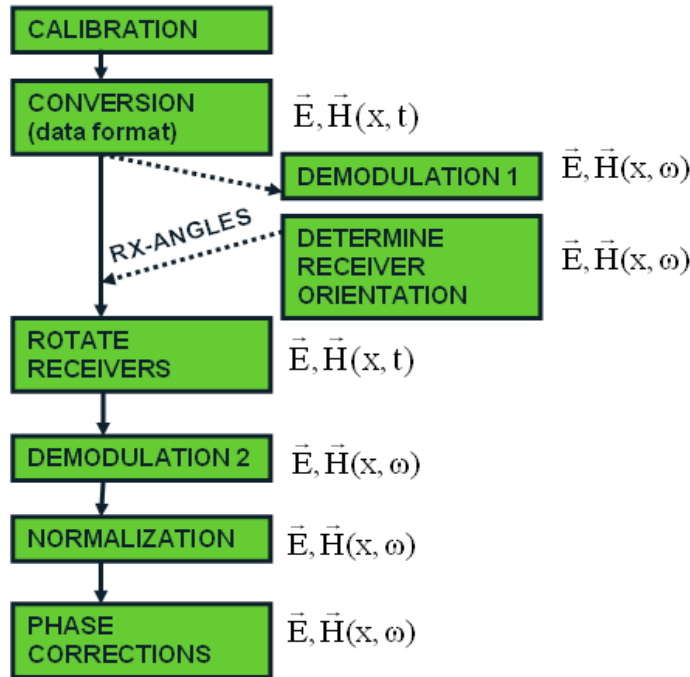 CALIBRATION
CONVERSION
(data format)
E⃗, H⃗(x, t)
DEMODULATION 1
E⃗, H⃗(x, ω)
RX-ANGLES
DETERMINE
RECEIVER
ORIENTATION
E⃗, H⃗(x, ω)
ROTATE
RECEIVERS
E⃗, H⃗(x, t)
DEMODULATION 2
E⃗, H⃗(x, ω)
NORMALIZATION
E⃗, H⃗(x, ω)
PHASE
CORRECTIONS
E⃗, H⃗(x, ω)